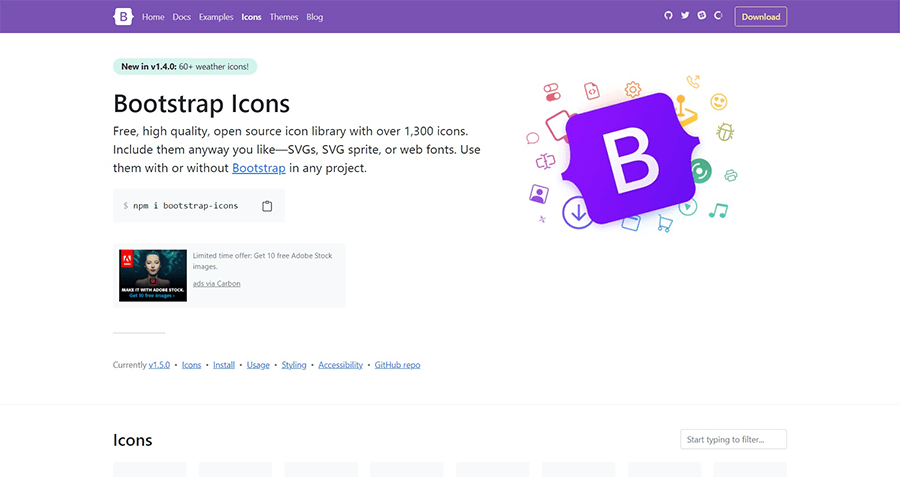 B Home Docs Examples Icons Themes Blog Download
New in v1.4.0: 60+ weather icons!
Bootstrap Icons
Free, high quality, open source icon library with over 1,300 icons.
Include them anyway you like—SVGs, SVG sprite, or web fonts. Use
them with or without Bootstrap in any project.
$ npm i bootstrap-icons
B
Adobe
MAKE IT WITH ADOBE STOCK.
Get 10 free images ›
Limited time offer: Get 10 free Adobe Stock
images.
ads via Carbon
Currently v1.5.0 • Icons • Install • Usage • Styling • Accessibility • GitHub repo
Icons
Start typing to filter...